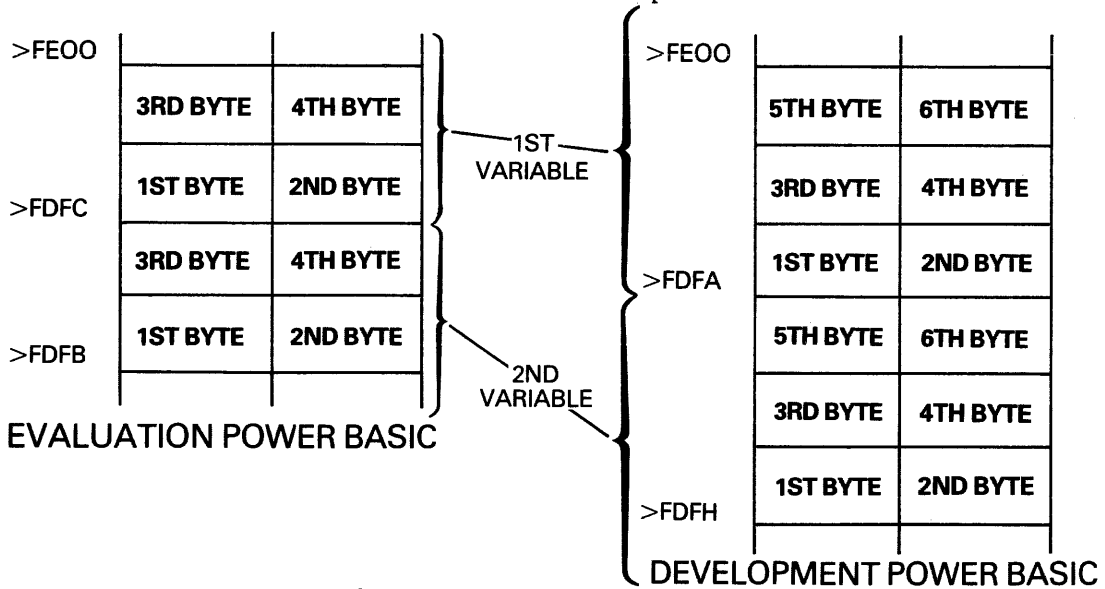 >FE00
3RD BYTE 4TH BYTE
1ST BYTE 2ND BYTE
>FDFC
3RD BYTE 4TH BYTE
1ST BYTE 2ND BYTE
>FDFB
EVALUATION POWER BASIC
1ST
VARIABLE
2ND
VARIABLE
>FE00
5TH BYTE 6TH BYTE
3RD BYTE 4TH BYTE
1ST BYTE 2ND BYTE
>FDFA
5TH BYTE 6TH BYTE
3RD BYTE 4TH BYTE
1ST BYTE 2ND BYTE
>FDFH
DEVELOPMENT POWER BASIC